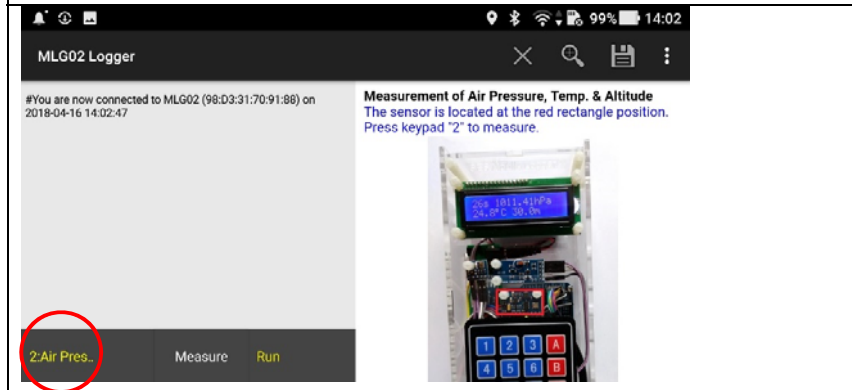 99% 14:02
MLG02 Logger
#You are now connected to MLG02 (98:D3:31:70:91:88) on
2018-04-16 14:02:47
Measurement of Air Pressure, Temp. & Altitude
The sensor is located at the red rectangle position.
Press keypad "2" to measure.
26s 1011.41hPa
24.8°C 30.0m
1 2 3 A
4 5 6 B
2:Air Pres.. Measure Run